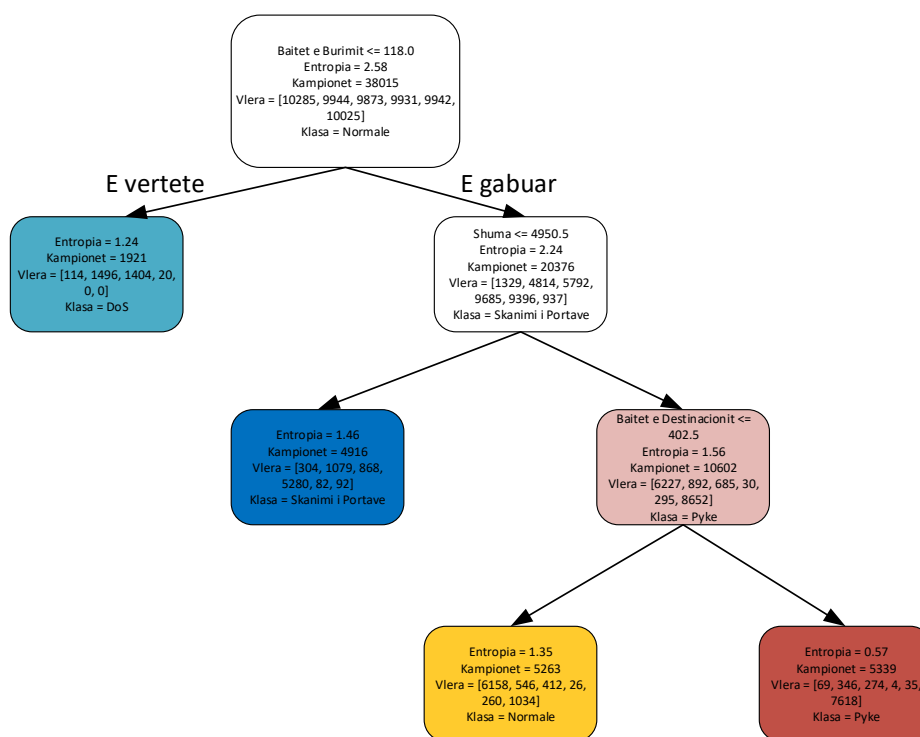 Baitet e Burimit <= 118.0
Entropia = 2.58
Kampionet = 38015
Vlera = [10285, 9944, 9873, 9931, 9942,
10025]
Klasa = Normale
E vertete
E gabuar
Entropia = 1.24
Kampionet = 1921
Vlera = [114, 1496, 1404, 20,
0, 0]
Klasa = DoS
Shuma <= 4950.5
Entropia = 2.24
Kampionet = 20376
Vlera = [1329, 4814, 5792,
9685, 9396, 937]
Klasa = Skanimi i Portave
Entropia = 1.46
Kampionet = 4916
Vlera = [304, 1079, 868,
5280, 82, 92]
Klasa = Skanimi i Portave
Baitet e Destinacionit <=
402.5
Entropia = 1.56
Kampionet = 10602
Vlera = [6227, 892, 685, 30,
295, 8652]
Klasa = Pyke
Entropia = 1.35
Kampionet = 5263
Vlera = [6158, 546, 412, 26,
260, 1034]
Klasa = Normale
Entropia = 0.57
Kampionet = 5339
Vlera = [69, 346, 274, 4, 35,
7618]
Klasa = Pyke